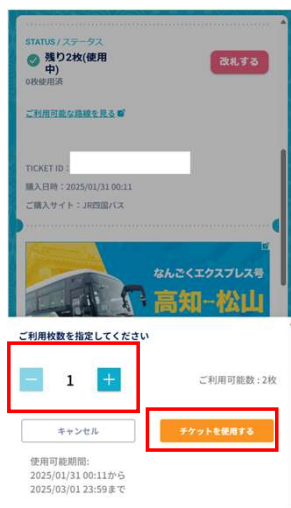 STATUS / ステータス
残り2枚(使用
中)
改札する
0枚使用済
ご利用可能な路線を見る
TICKET ID :
購入日時 : 2025/01/31 00:11
ご購入サイト : JR四国バス
なんごくエクスプレス号
高知-松山
ご利用枚数を指定してください
- 1 +
ご利用可能数 : 2枚
キャンセル
チケットを使用する
使用可能期間:
2025/01/31 00:11から
2025/03/01 23:59まで